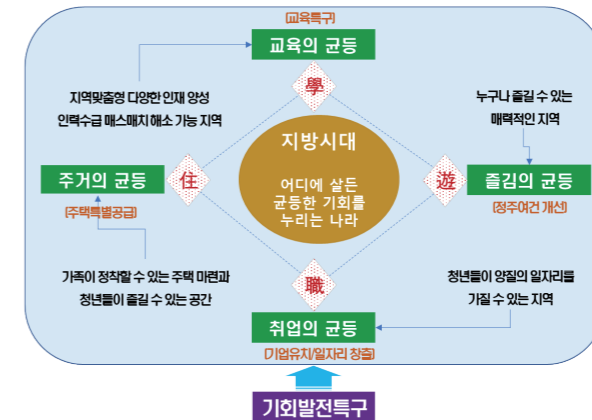 (교육특구)
교육의 균등
學
지역맞춤형 다양한 인재 양성
인력수급 매스매치 해소 가능 지역
누구나 즐길 수 있는
매력적인 지역
지방시대
어디에 살든
균등한 기회를
누리는 나라
주거의 균등
住
(주택특별공급)
遊
즐김의 균등
(정주여건 개선)
가족이 정착할 수 있는 주택 마련과
청년들이 즐길 수 있는 공간
청년들이 양질의 일자리를
가질 수 있는 지역
職
취업의 균등
(기업유치/일자리 창출)
기회발전특구